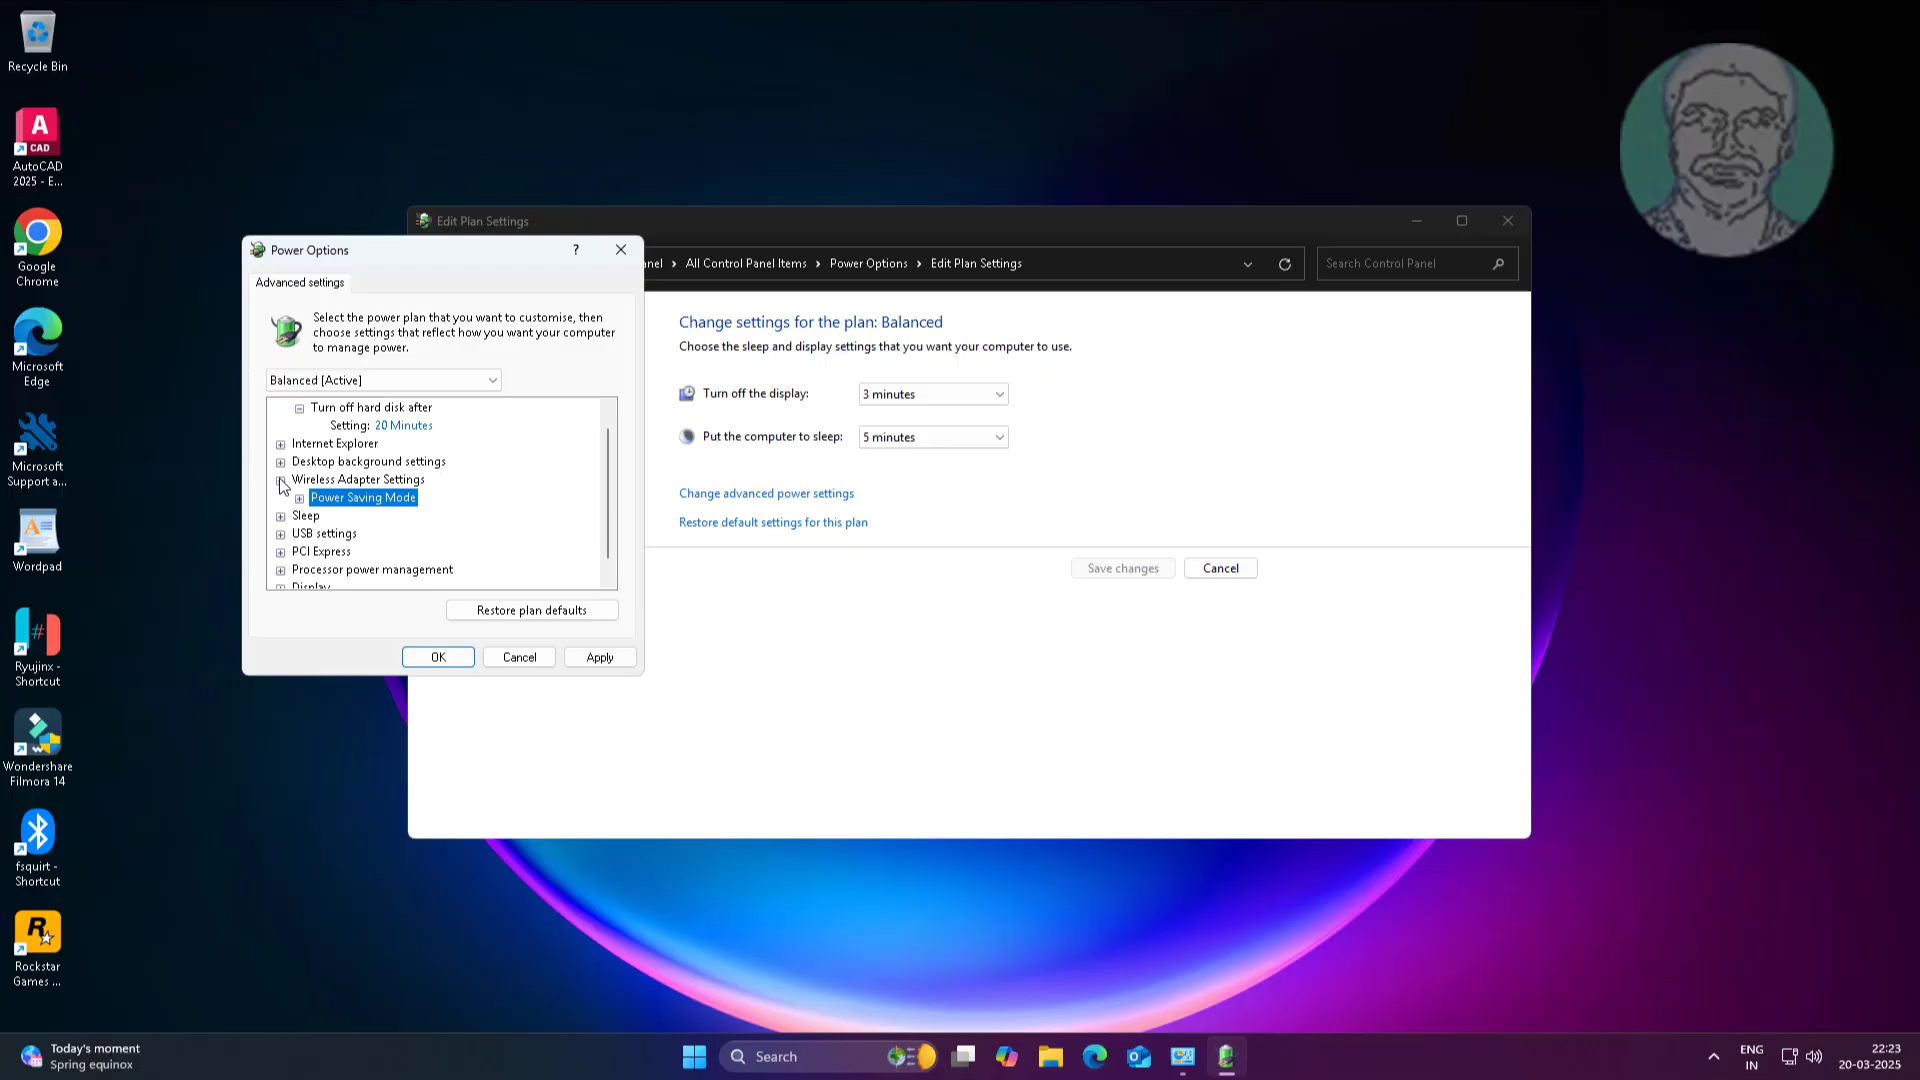 Recycle Bin
AutoCAD
2025 - E...
Google
Chrome
Microsoft
Edge
Microsoft
Support a...
Wordpad
Ryujinx -
Shortcut
Wondershare
Filmora 14
fsquirt -
Shortcut
Rockstar
Games ...
A
CAD
Edit Plan Settings
All Control Panel Items
Power Options
Edit Plan Settings
Search Control Panel
Change settings for the plan: Balanced
Choose the sleep and display settings that you want your computer to use.
Turn off the display:
3 minutes
Put the computer to sleep:
5 minutes
Change advanced power settings
Restore default settings for this plan
Save changes
Cancel
Power Options
?
Advanced settings
Select the power plan that you want to customise, then
choose settings that reflect how you want your computer
to manage power.
Balanced [Active]
Turn off hard disk after
Setting: 20 Minutes
Internet Explorer
Desktop background settings
Wireless Adapter Settings
Power Saving Mode
Sleep
USB settings
PCI Express
Processor power management
Display
Restore plan defaults
OK
Cancel
Apply
Today's moment
Spring equinox
Search
ENG
IN
22:23
20-03-2025